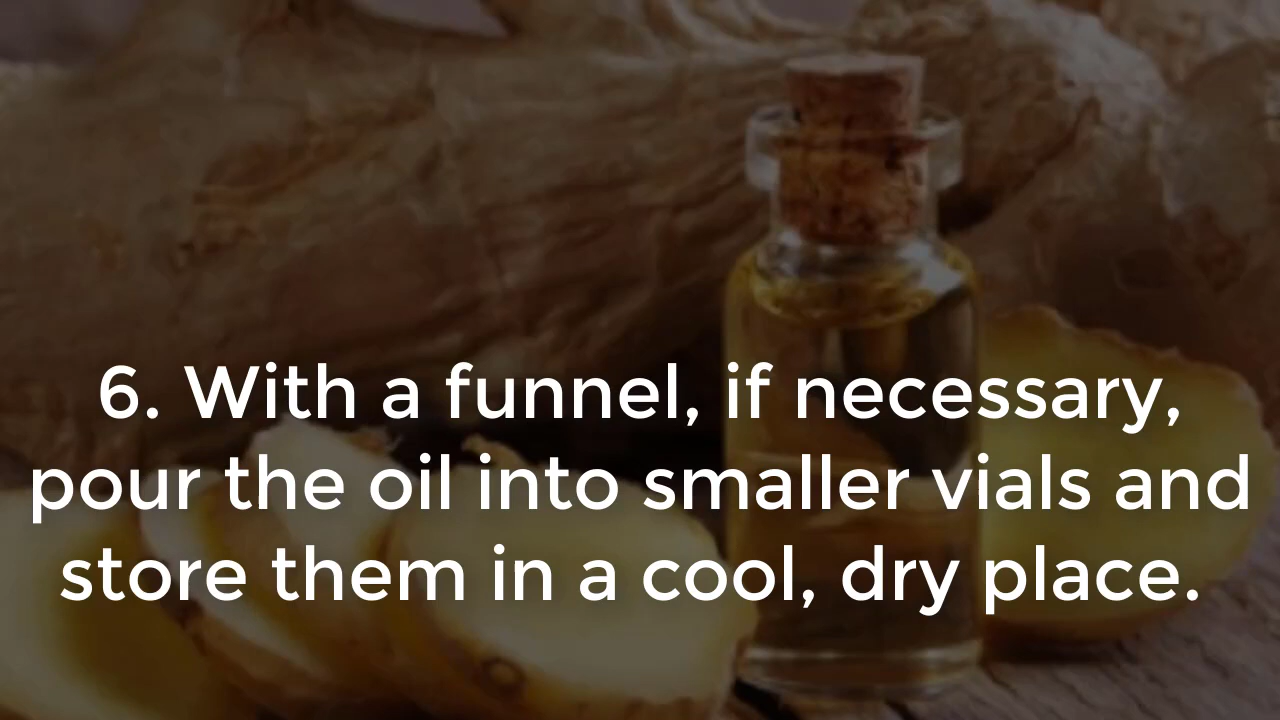 6. With a funnel, if necessary,
pour the oil into smaller vials and
store them in a cool, dry place.